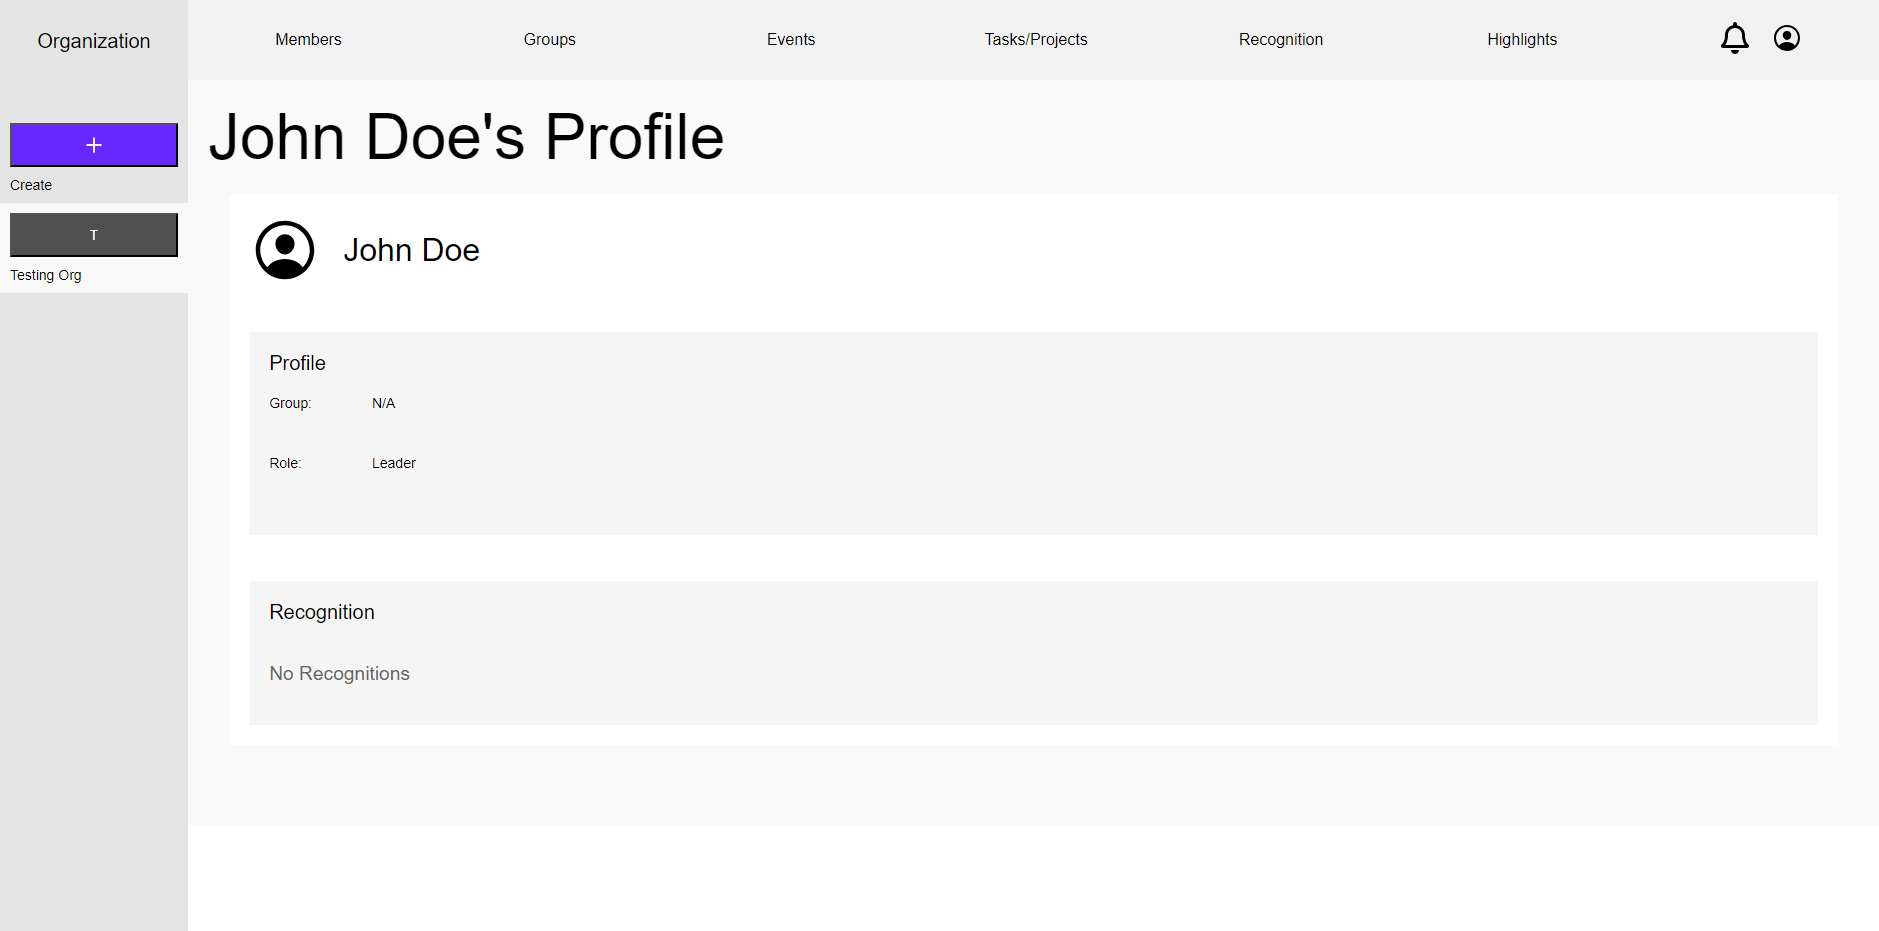 Organization
Members
Groups
Events
Tasks/Projects
Recognition
Highlights
+
Create
T
Testing Org
John Doe's Profile
John Doe
Profile
Group: N/A
Role: Leader
Recognition
No Recognitions